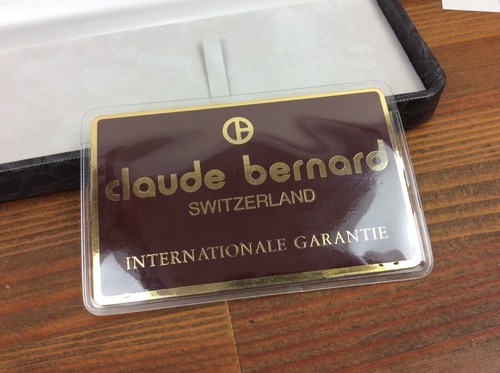 claude bernard
SWITZERLAND
INTERNATIONALE GARANTIE